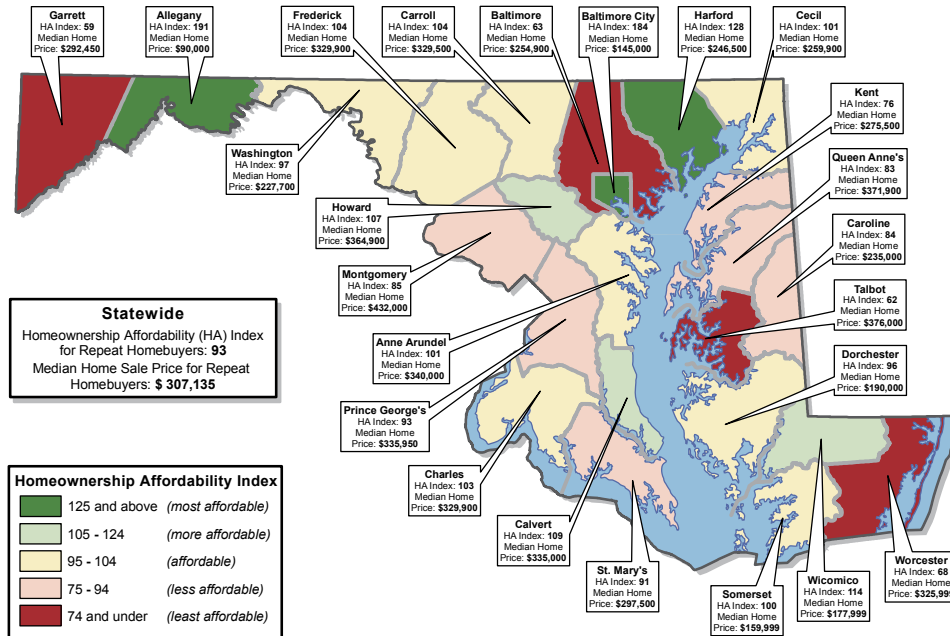 Garrett
HA Index: 59
Median Home
Price: $292,450
Allegany
HA Index: 191
Median Home
Price: $90,000
Frederick
HA Index: 104
Median Home
Price: $329,900
Carroll
HA Index: 104
Median Home
Price: $329,500
Baltimore
HA Index: 63
Median Home
Price: $254,900
Baltimore City
HA Index: 184
Median Home
Price: $145,000
Harford
HA Index: 128
Median Home
Price: $246,500
Cecil
HA Index: 101
Median Home
Price: $259,900
Kent
HA Index: 76
Median Home
Price: $275,500
Washington
HA Index: 97
Median Home
Price: $227,700
Queen Anne's
HA Index: 83
Median Home
Price: $371,900
Howard
HA Index: 107
Median Home
Price: $364,900
Caroline
HA Index: 84
Median Home
Price: $235,000
Montgomery
HA Index: 85
Median Home
Price: $432,000
Talbot
HA Index: 62
Median Home
Price: $376,000
Statewide
Homeownership Affordability (HA) Index
for Repeat Homebuyers: 93
Median Home Sale Price for Repeat
Homebuyers: $ 307,135
Anne Arundel
HA Index: 101
Median Home
Price: $340,000
Dorchester
HA Index: 96
Median Home
Price: $190,000
Prince George's
HA Index: 93
Median Home
Price: $335,950
Charles
HA Index: 103
Median Home
Price: $329,900
Calvert
HA Index: 109
Median Home
Price: $335,000
St. Mary's
HA Index: 91
Median Home
Price: $297,500
Somerset
HA Index: 100
Median Home
Price: $159,999
Wicomico
HA Index: 114
Median Home
Price: $177,999
Worcester
HA Index: 68
Median Home
Price: $325,999
Homeownership Affordability Index
125 and above (most affordable)
105 - 124 (more affordable)
95 - 104 (affordable)
75 - 94 (less affordable)
74 and under (least affordable)